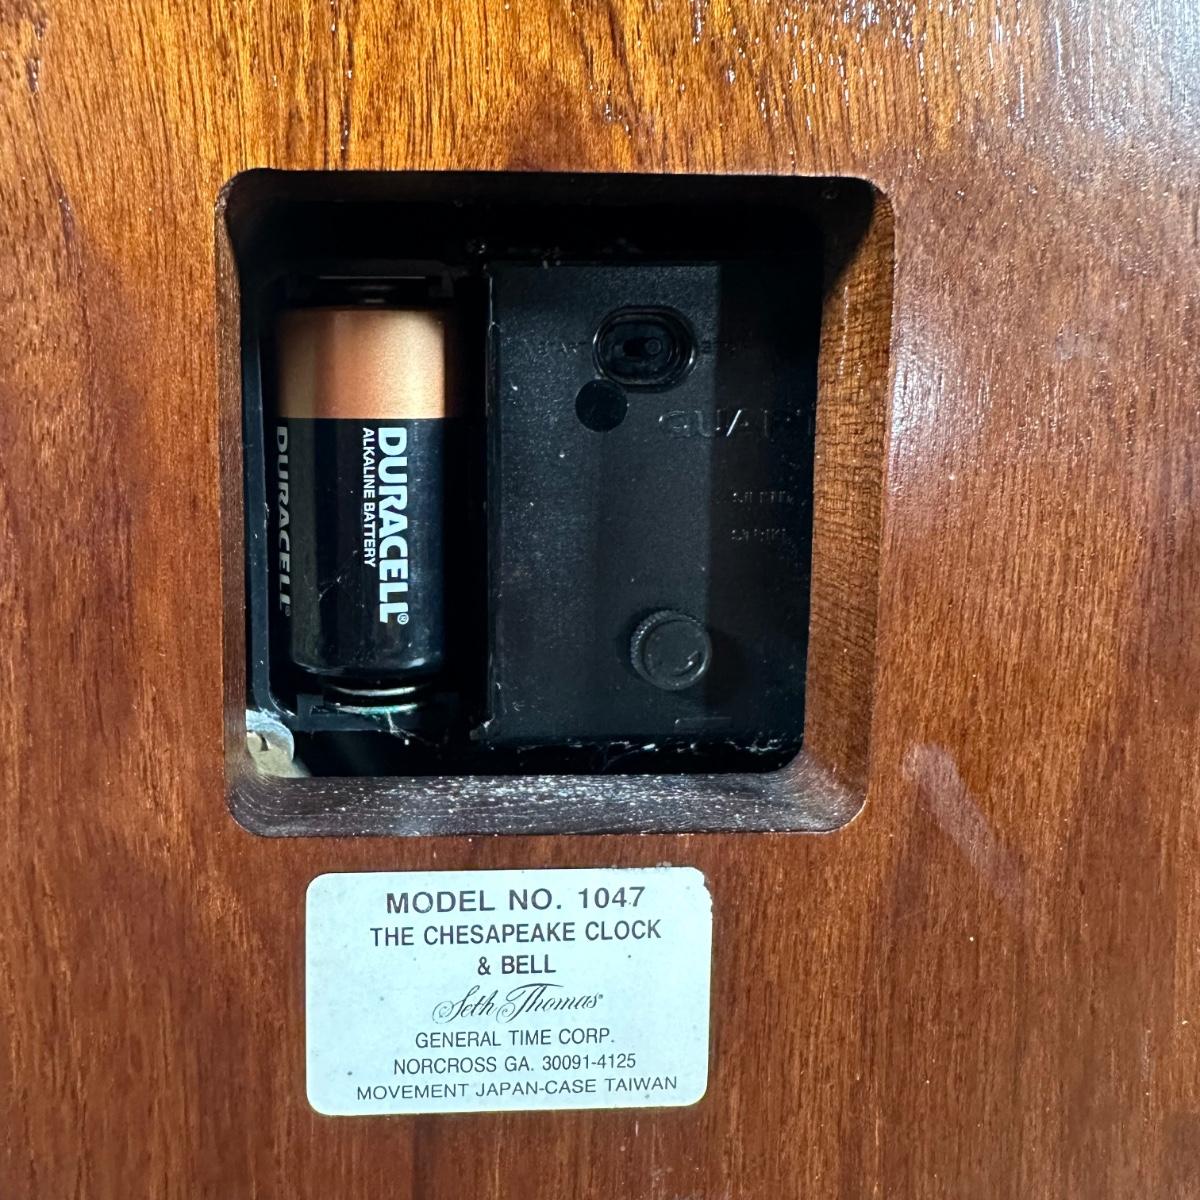 DURACELL®
ALKALINE BATTERY
DURACELL
MODEL NO. 1047
THE CHESAPEAKE CLOCK
& BELL
Seth Thomas®
GENERAL TIME CORP.
NORCROSS GA. 30091-4125
MOVEMENT JAPAN-CASE TAIWAN